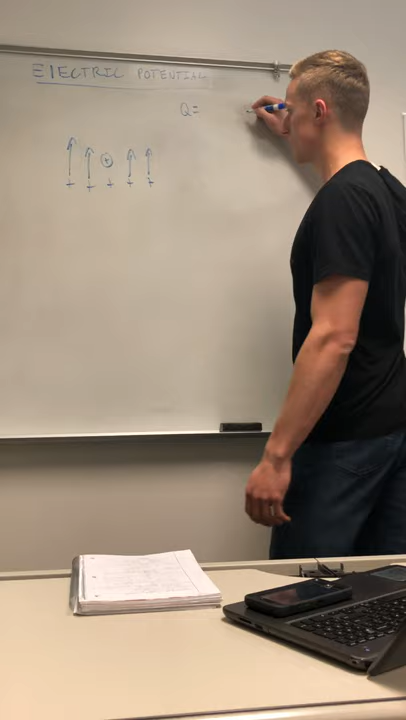 ELECTRIC POTENTIAL
Q=
+
+ + + + +